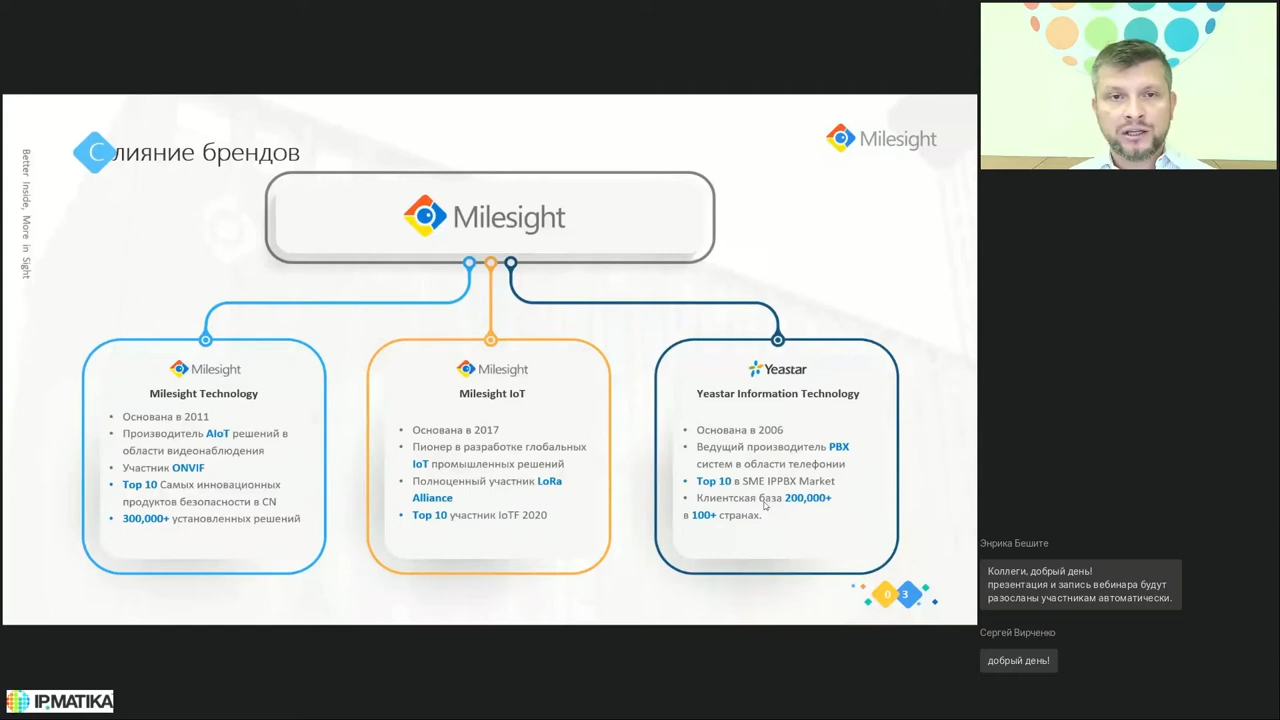 Better Inside, More in Sight
Слияние брендов
Milesight
Milesight
Milesight
Milesight Technology
• Основана в 2011
• Производитель AIoT решений в
области видеонаблюдения
• Участник ONVIF
• Top 10 Самых инновационных
продуктов безопасности в CN
• 300,000+ установленных решений
Milesight
Milesight IoT
• Основана в 2017
• Пионер в разработке глобальных
IoT промышленных решений
• Полноценный участник LoRa
Alliance
• Top 10 участник IoTF 2020
Yeastar
Yeastar Information Technology
• Основана в 2006
• Ведущий производитель PBX
систем в области телефонии
• Top 10 в SME IPPBX Market
• Клиентская база 200,000+
в 100+ странах.
03
Энрика Бешите
Коллеги, добрый день!
презентация и запись вебинара будут
разосланы участникам автоматически.
Сергей Вирченко
добрый день!
IPMATIKA